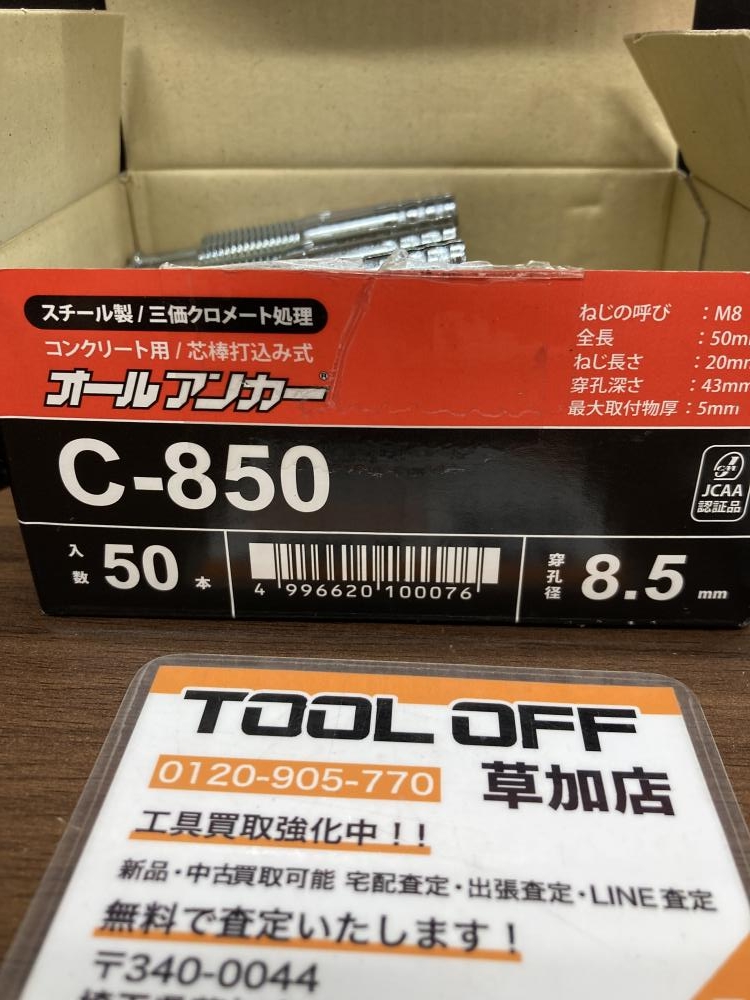 スチール製/三価クロメート処理
コンクリート用/芯棒打込み式
オールアンカー®
ねじの呼び : M8
全長 : 50mm
ねじ長さ : 20mm
穿孔深さ : 43mm
最大取付物厚 : 5mm
C-850
JCAA
認証品
入数 50 本
4 996620 100076
穿孔径 8.5 mm
TOOL OFF
0120-905-770 草加店
工具買取強化中!!
新品・中古買取可能 宅配査定・出張査定・LINE査定
無料で査定いたします!
〒340-0044